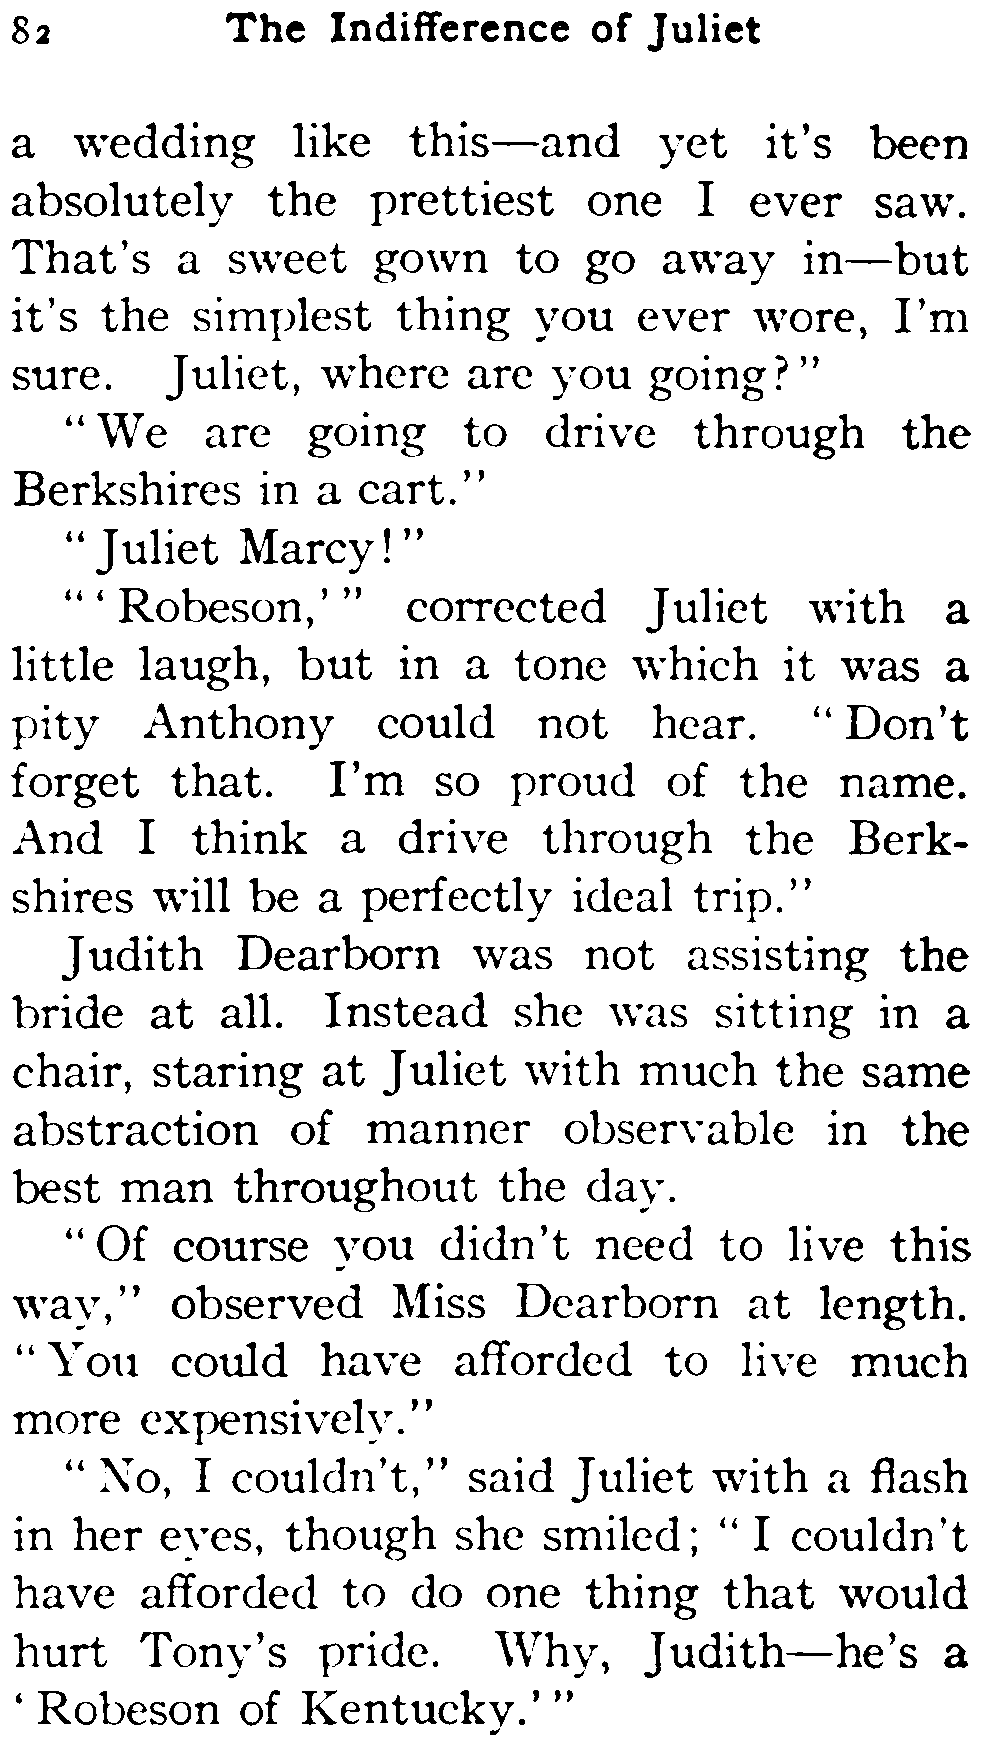 82 The Indifference of Juliet
a wedding like this—and yet it's been
absolutely the prettiest one I ever saw.
That's a sweet gown to go away in—but
it's the simplest thing you ever wore, I'm
sure. Juliet, where are you going?"
"We are going to drive through the
Berkshires in a cart."
"Juliet Marcy!"
"'Robeson,'" corrected Juliet with a
little laugh, but in a tone which it was a
pity Anthony could not hear. "Don't
forget that. I'm so proud of the name.
And I think a drive through the Berk-
shires will be a perfectly ideal trip."
Judith Dearborn was not assisting the
bride at all. Instead she was sitting in a
chair, staring at Juliet with much the same
abstraction of manner observable in the
best man throughout the day.
"Of course you didn't need to live this
way," observed Miss Dearborn at length.
"You could have afforded to live much
more expensively."
"No, I couldn't," said Juliet with a flash
in her eyes, though she smiled; "I couldn't
have afforded to do one thing that would
hurt Tony's pride. Why, Judith—he's a
'Robeson of Kentucky.'"